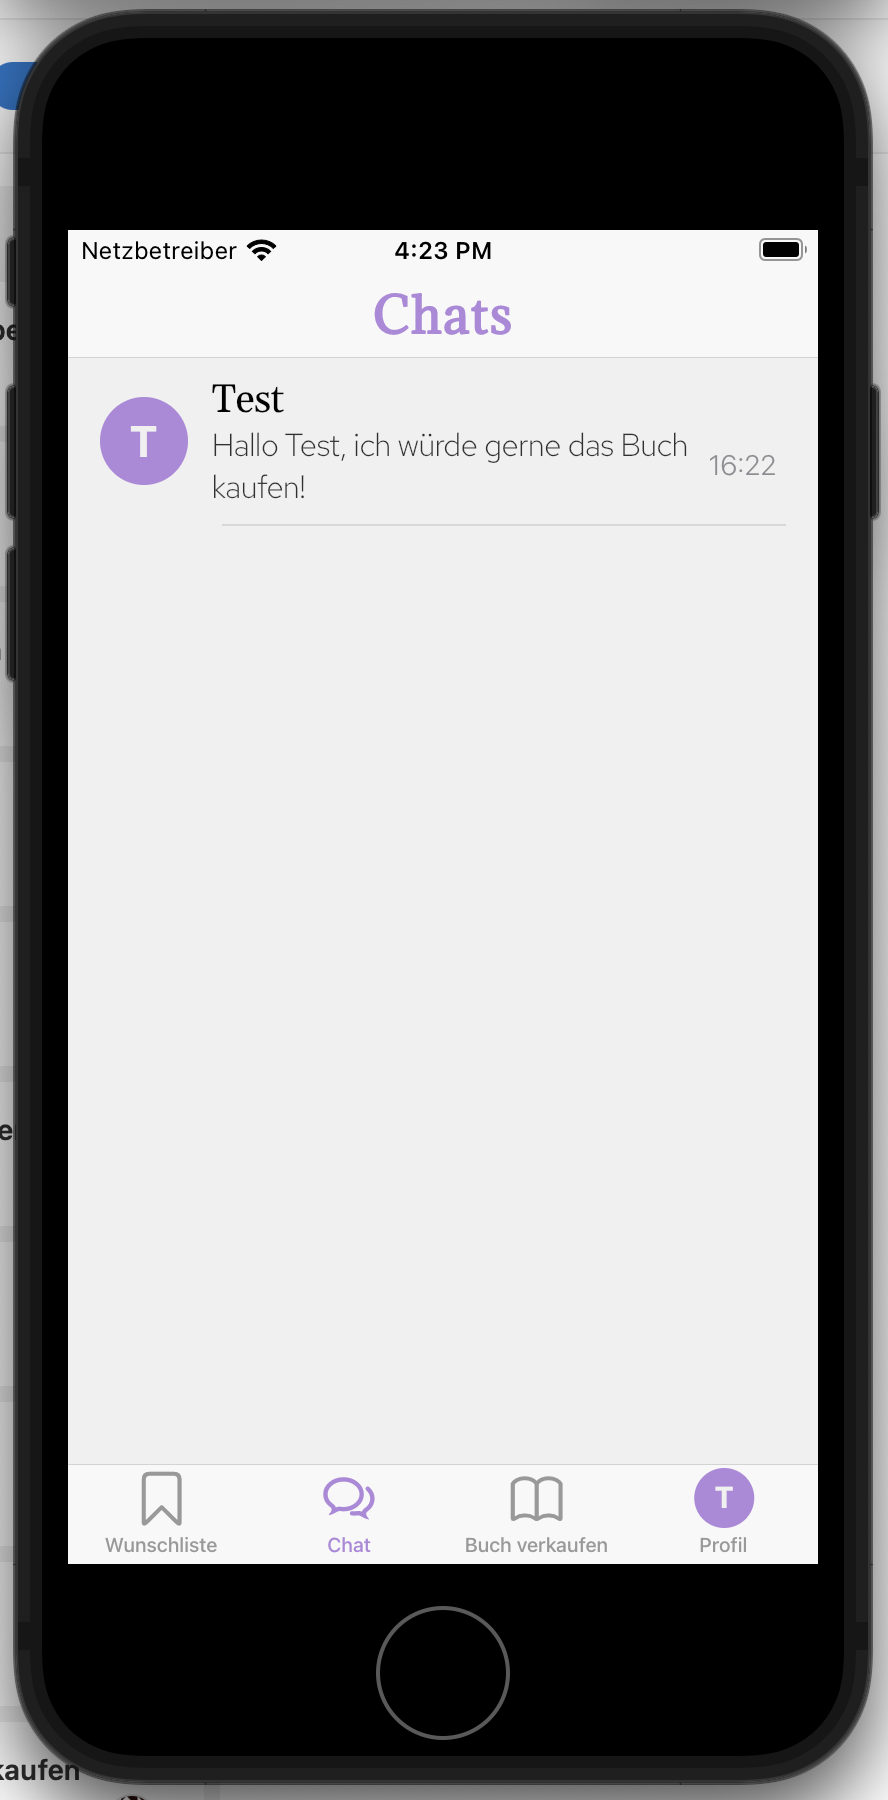 Netzbetreiber 4:23 PM
Chats
Test
T
Hallo Test, ich würde gerne das Buch
kaufen!
16:22
T
Wunschliste Chat Buch verkaufen Profil
kaufen